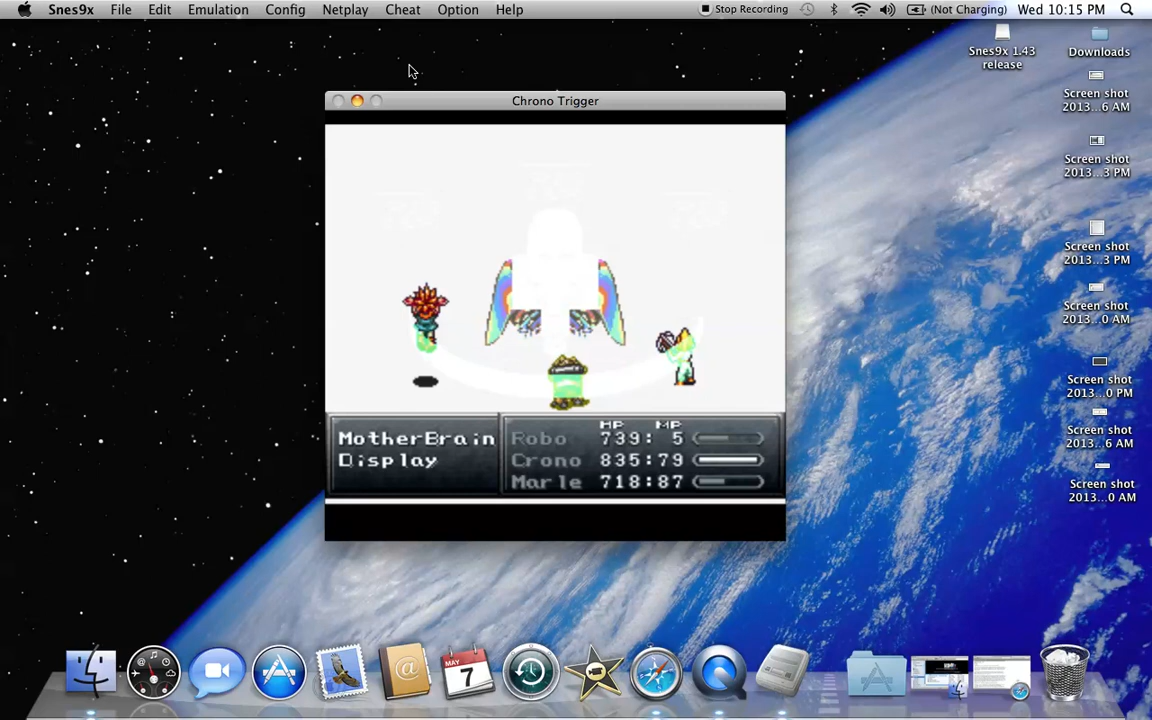 Snes9x File Edit Emulation Config Netplay Cheat Option Help Stop Recording (Not Charging) Wed 10:15 PM
Snes9x 1.43
release
Downloads
Screen shot
2013...6 AM
Screen shot
2013...3 PM
Screen shot
2013...3 PM
Screen shot
2013...0 AM
Screen shot
2013...0 PM
Screen shot
2013...6 AM
Screen shot
2013...0 AM
Chrono Trigger
MotherBrain
Display
HP MP
Robo 739: 5
Crono 835:79
Marle 718:87
@
MAY
7